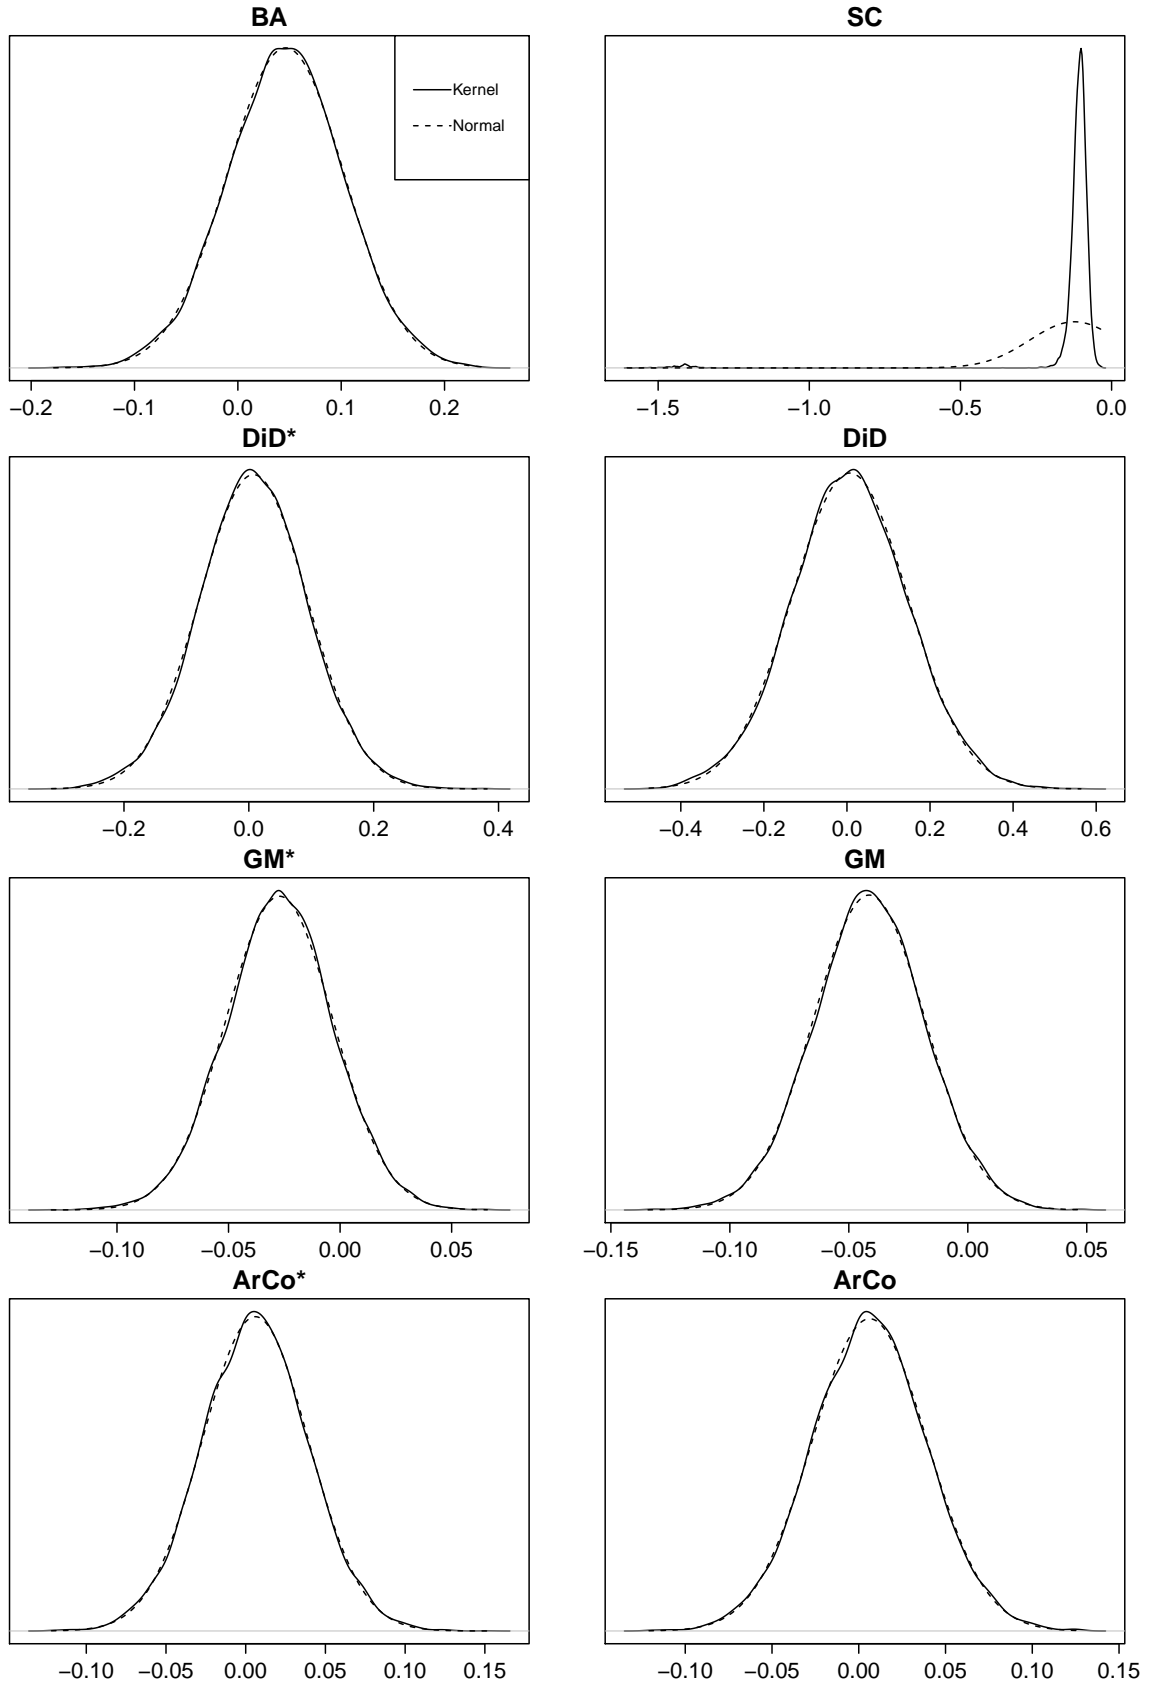 BA
Kernel
Normal
−0.2 −0.1 0.0 0.1 0.2
SC
−1.5 −1.0 −0.5 0.0
DiD*
−0.2 0.0 0.2 0.4
DiD
−0.4 −0.2 0.0 0.2 0.4 0.6
GM*
−0.10 −0.05 0.00 0.05
GM
−0.15 −0.10 −0.05 0.00 0.05
ArCo*
−0.10 −0.05 0.00 0.05 0.10 0.15
ArCo
−0.10 −0.05 0.00 0.05 0.10 0.15